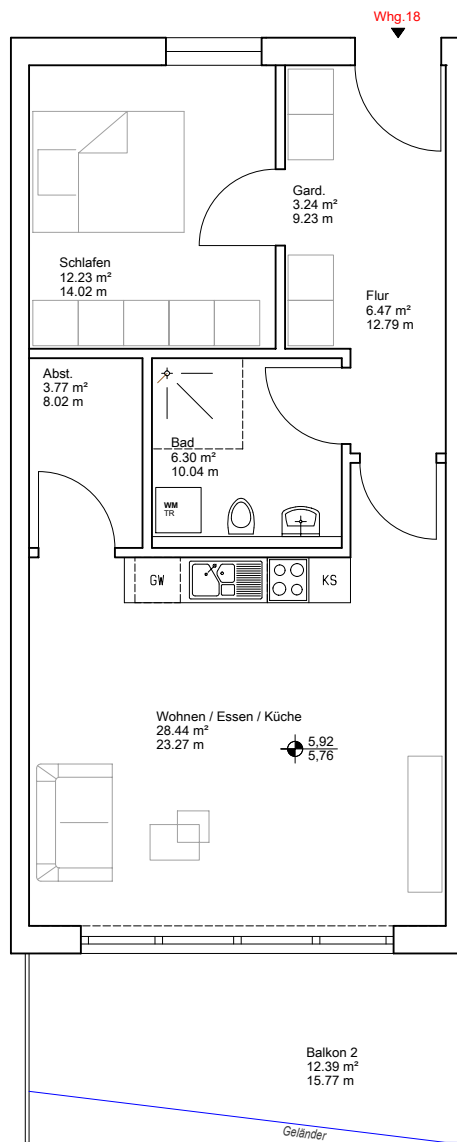 Whg.18
Gard.
3.24 m²
9.23 m
Schlafen
12.23 m²
14.02 m
Flur
6.47 m²
12.79 m
Abst.
3.77 m²
8.02 m
Bad
6.30 m²
10.04 m
WM
TR
GW
KS
Wohnen / Essen / Küche
28.44 m²
23.27 m
5,92
5,76
Balkon 2
12.39 m²
15.77 m
Geländer